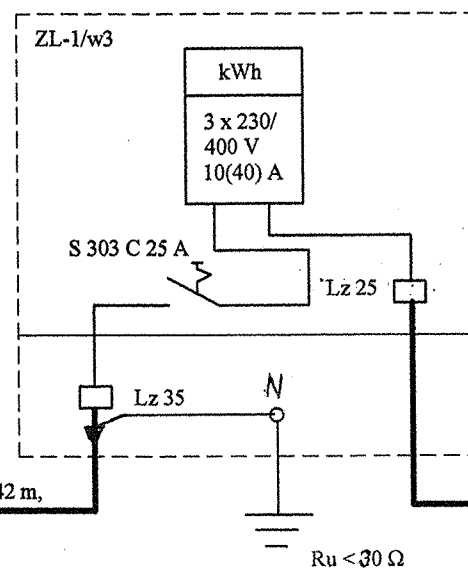 ZL-1/w3
kWh
3 x 230/
400 V
10(40) A
S 303 C 25 A
Lz 25
Lz 35
N
42 m,
Ru < 30 Ω